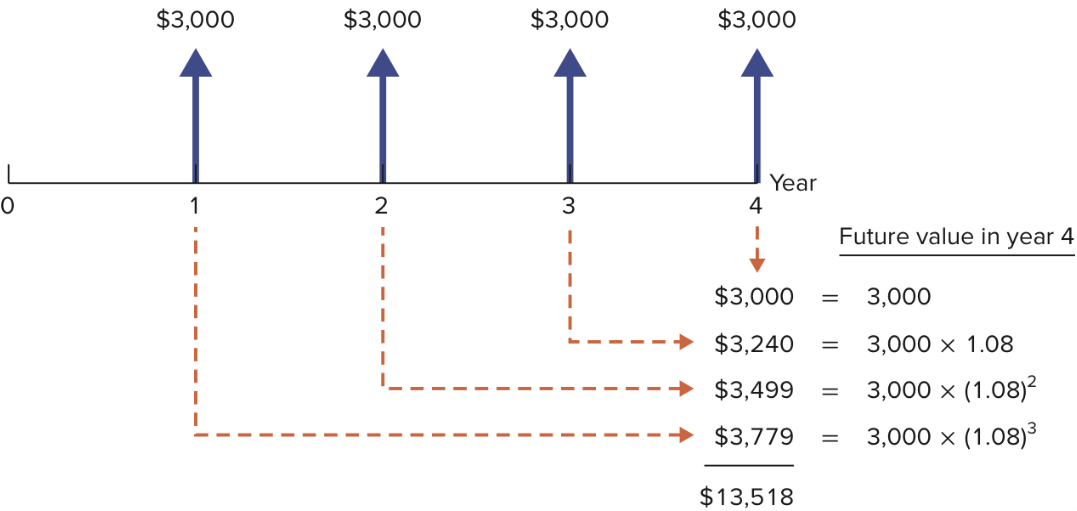 $3,000 $3,000 $3,000 $3,000
Year
0 1 2 3 4
Future value in year 4
$3,000 = 3,000
$3,240 = 3,000 × 1.08
$3,499 = 3,000 × (1.08)²
$3,779 = 3,000 × (1.08)³
$13,518